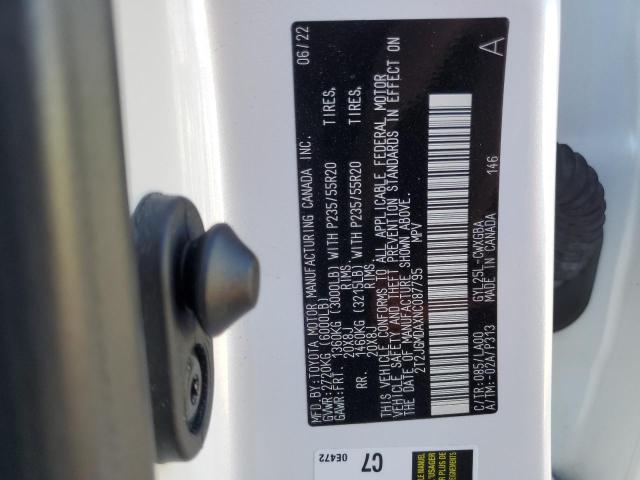 MFD.BY:TOYOTA MOTOR MANUFACTURING CANADA INC. 06/22
GVWR:2720KG (6000LB)
GAWR:FRT. 1360KG (3000LB) WITH P235/55R20 TIRES,
20X8J RIMS,
RR. 1460KG (3215LB) WITH P235/55R20 TIRES,
20X8J RIMS,
THIS VEHICLE CONFORMS TO ALL APPLICABLE FEDERAL MOTOR
VEHICLE SAFETY AND THEFT PREVENTION STANDARDS IN EFFECT ON
THE DATE OF MANUFACTURE SHOWN ABOVE.
2T2JGMDAXNC087795 MPV
C/TR:085/LA00 GYL25L-CWXGBA
A/TM:-02A/P313 MADE IN CANADA 146
A
C7
0E472